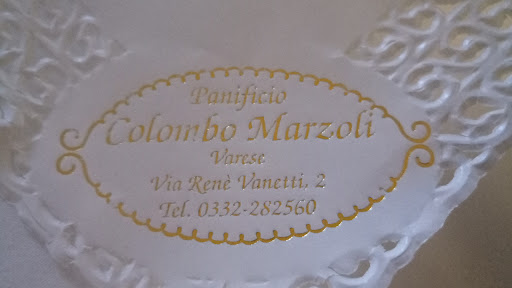 Panificio
Colombo Marzoli
Varese
Via Renè Vanetti, 2
Tel. 0332-282560